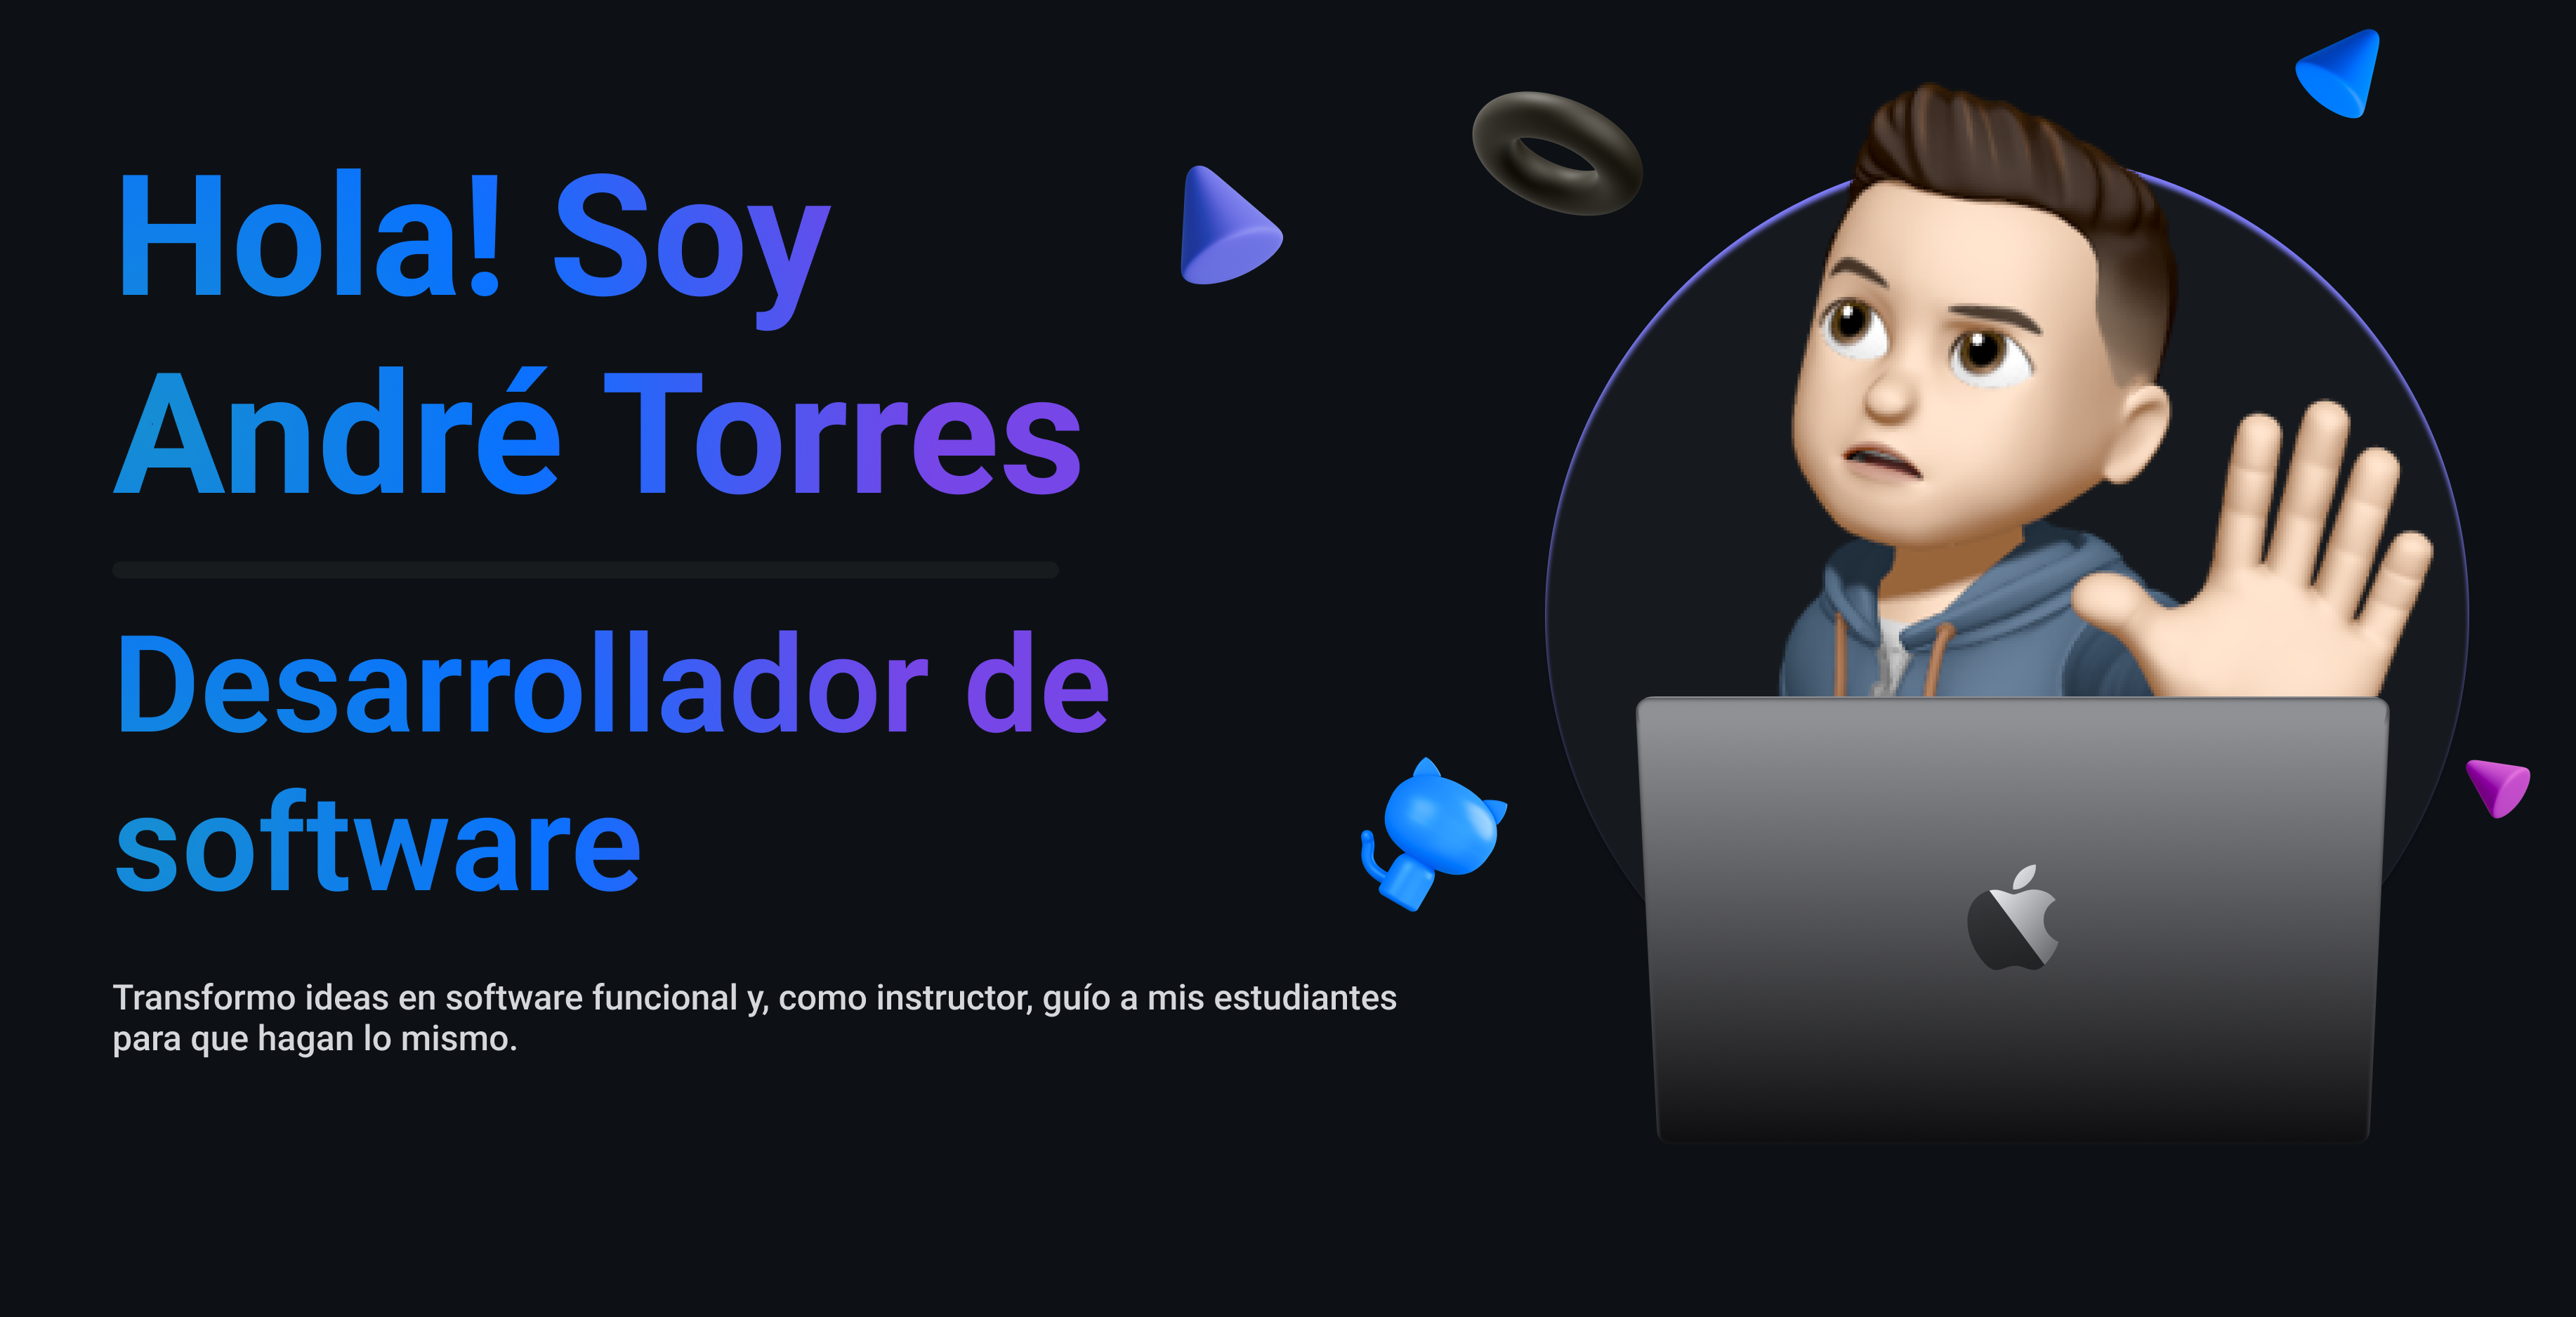 Hola! Soy
André Torres
Desarrollador de
software
Transformo ideas en software funcional y, como instructor, guío a mis estudiantes
para que hagan lo mismo.